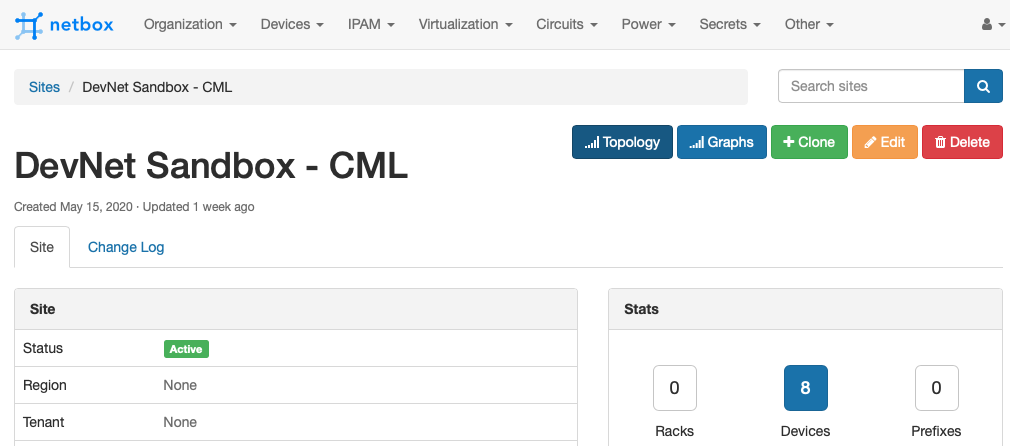 netbox Organization Devices IPAM Virtualization Circuits Power Secrets Other
Sites / DevNet Sandbox - CML
Search sites
Topology Graphs Clone Edit Delete
DevNet Sandbox - CML
Created May 15, 2020 · Updated 1 week ago
Site Change Log
Site
Status Active
Region None
Tenant None
Stats
0 8 0
Racks Devices Prefixes